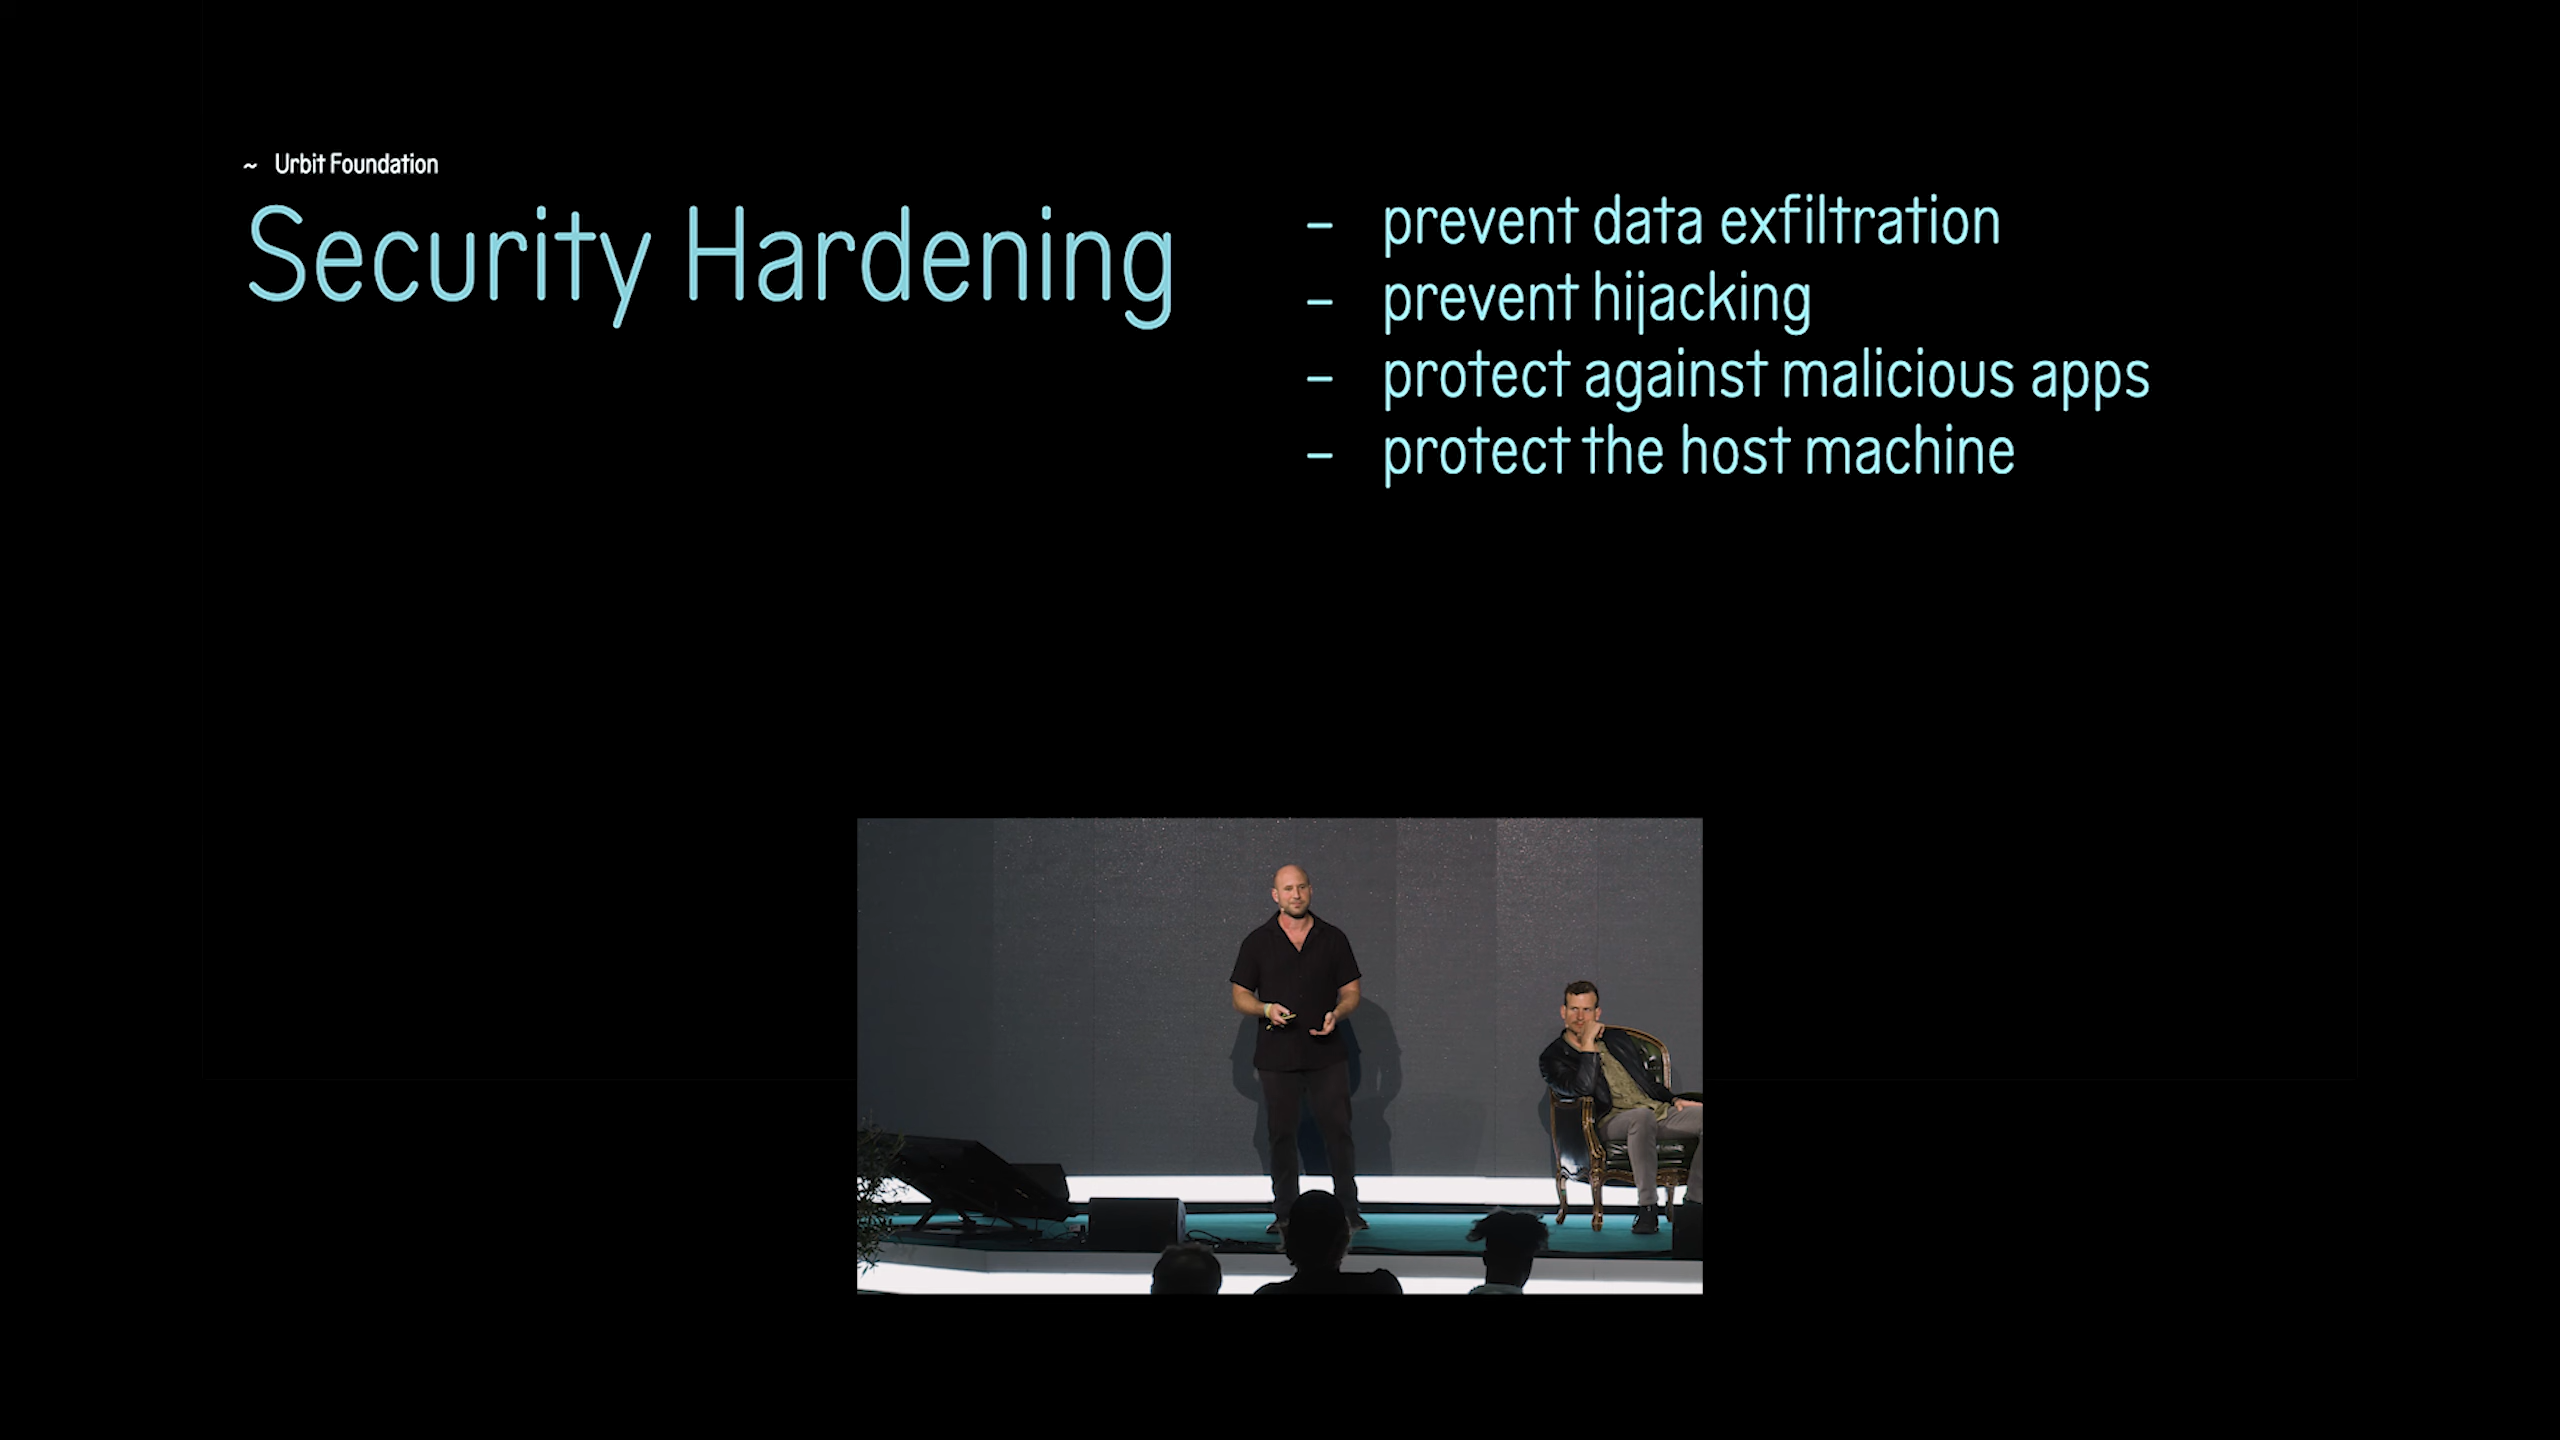 ~ Urbit Foundation
Security Hardening
– prevent data exfiltration
– prevent hijacking
– protect against malicious apps
– protect the host machine